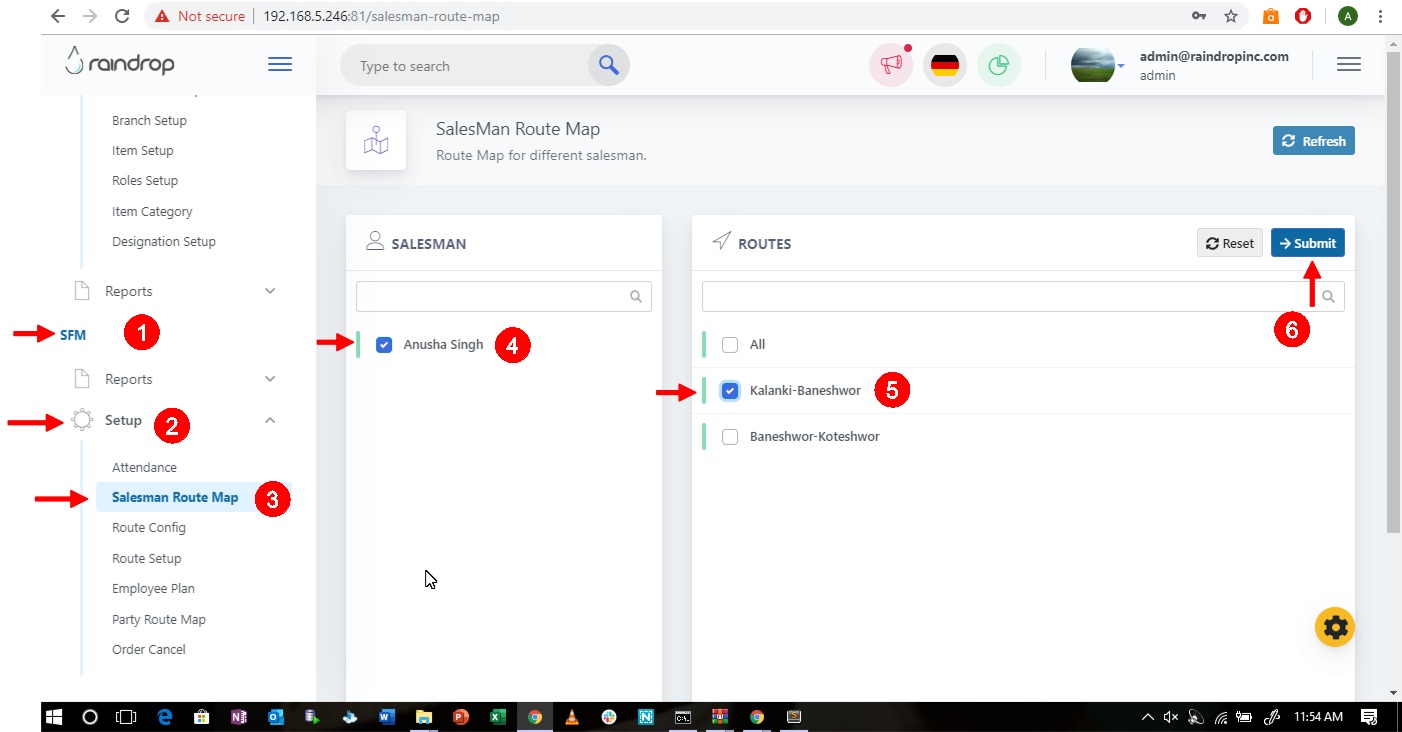 Not secure | 192.168.5.246:81/salesman-route-map
A
raindrop
Type to search
admin@raindropinc.com
admin
Branch Setup
Item Setup
Roles Setup
Item Category
Designation Setup
Reports
SFM
1
Reports
Setup
2
Attendance
Salesman Route Map
3
Route Config
Route Setup
Employee Plan
Party Route Map
Order Cancel
SalesMan Route Map
Route Map for different salesman.
Refresh
SALESMAN
Anusha Singh
4
ROUTES
Reset
Submit
6
All
Kalanki-Baneshwor
5
Baneshwor-Koteshwor
11:54 AM